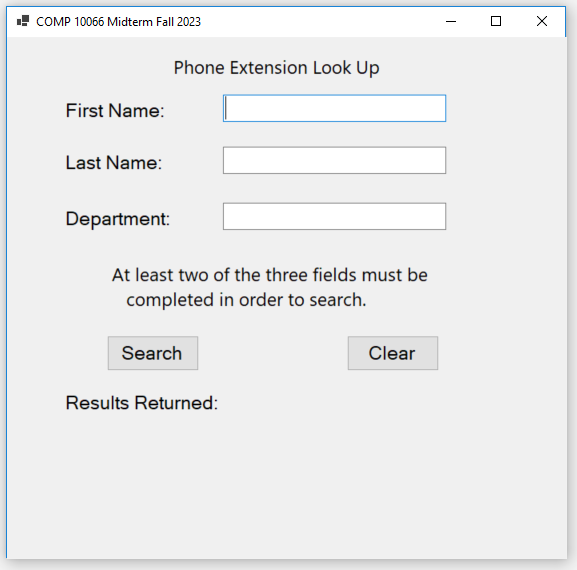 COMP 10066 Midterm Fall 2023
Phone Extension Look Up
First Name:
Last Name:
Department:
At least two of the three fields must be
completed in order to search.
Search Clear
Results Returned: